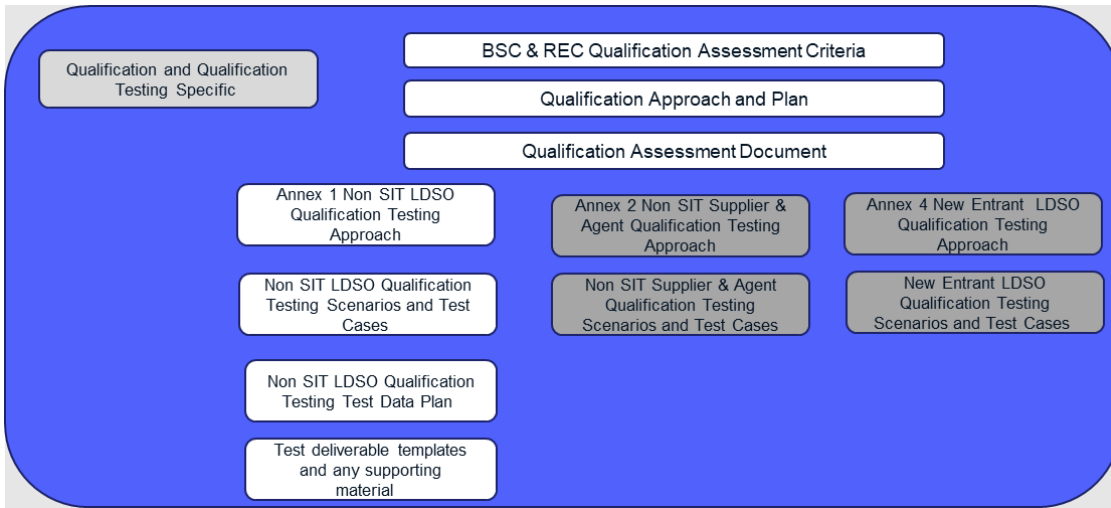 Qualification and Qualification
Testing Specific
BSC & REC Qualification Assessment Criteria
Qualification Approach and Plan
Qualification Assessment Document
Annex 1 Non SIT LDSO
Qualification Testing
Approach
Annex 2 Non SIT Supplier &
Agent Qualification Testing
Approach
Annex 4 New Entrant LDSO
Qualification Testing
Approach
Non SIT LDSO Qualification
Testing Scenarios and Test
Cases
Non SIT Supplier & Agent
Qualification Testing
Scenarios and Test Cases
New Entrant LDSO
Qualification Testing
Scenarios and Test Cases
Non SIT LDSO Qualification
Testing Test Data Plan
Test deliverable templates
and any supporting
material